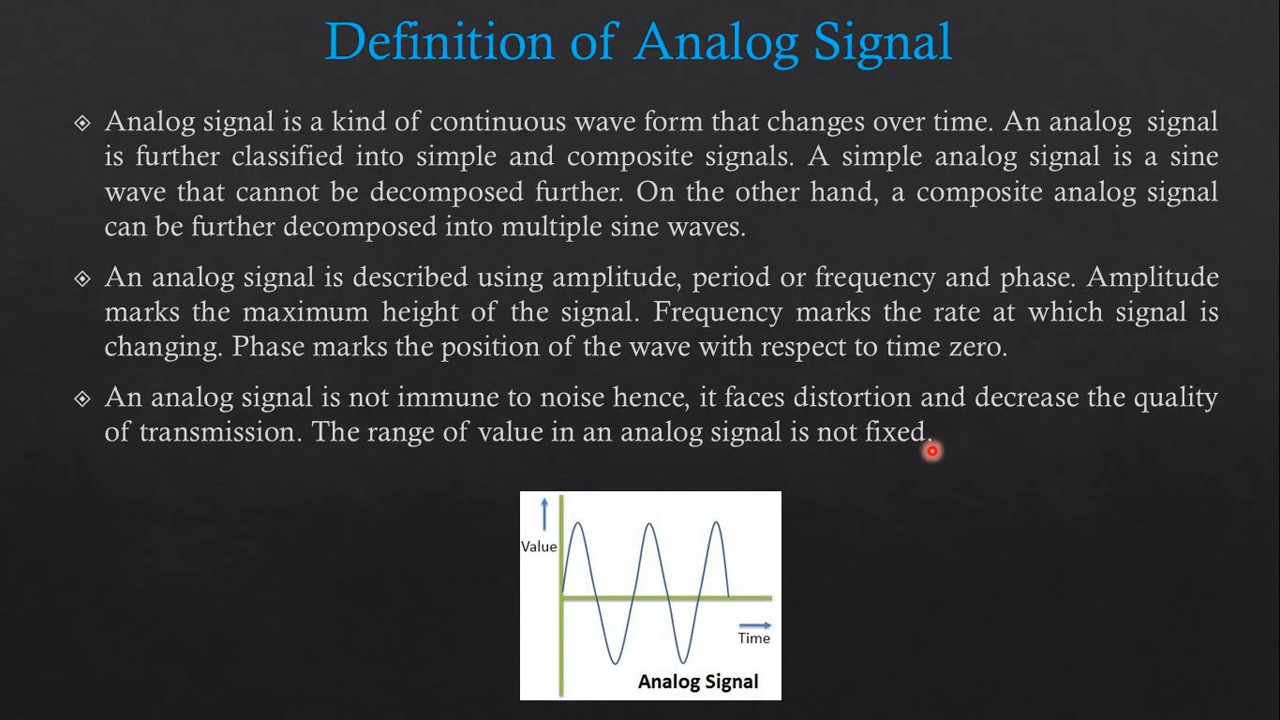 Definition of Analog Signal
Analog signal is a kind of continuous wave form that changes over time. An analog signal
is further classified into simple and composite signals. A simple analog signal is a sine
wave that cannot be decomposed further. On the other hand, a composite analog signal
can be further decomposed into multiple sine waves.
An analog signal is described using amplitude, period or frequency and phase. Amplitude
marks the maximum height of the signal. Frequency marks the rate at which signal is
changing. Phase marks the position of the wave with respect to time zero.
An analog signal is not immune to noise hence, it faces distortion and decrease the quality
of transmission. The range of value in an analog signal is not fixed.
Value
Time
Analog Signal